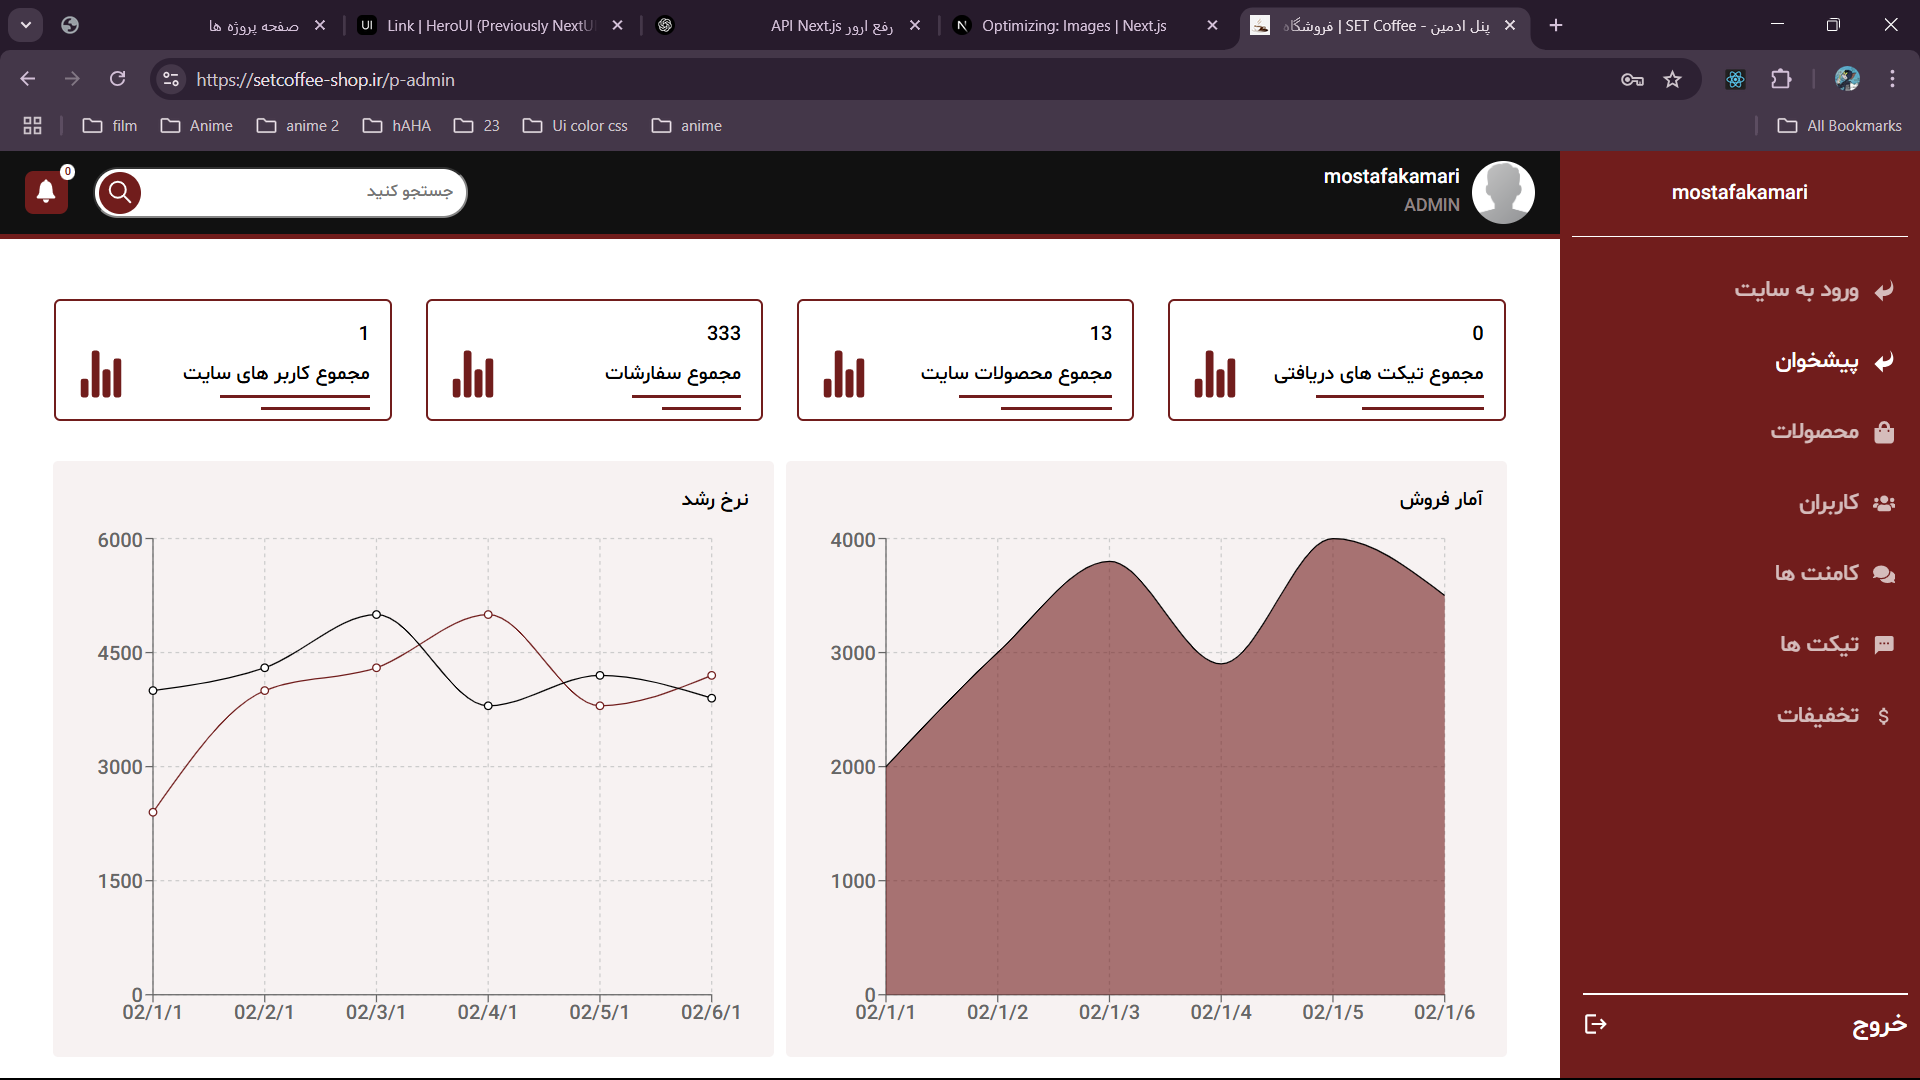 صفحه پروژه ها
Link | HeroUI (Previously NextU
رفع ارور API Next.js
Optimizing: Images | Next.js
پنل ادمین - SET Coffee | فروشگاه
https://setcoffee-shop.ir/p-admin
film
Anime
anime 2
hAHA
23
Ui color css
anime
All Bookmarks
0
جستجو کنید
mostafakamari
ADMIN
mostafakamari
ورود به سایت
پیشخوان
محصولات
کاربران
کامنت ها
تیکت ها
تخفیفات
خروج
0
مجموع تیکت های دریافتی
13
مجموع محصولات سایت
333
مجموع سفارشات
1
مجموع کاربر های سایت
آمار فروش
4000
3000
2000
1000
0
02/1/1 02/1/2 02/1/3 02/1/4 02/1/5 02/1/6
نرخ رشد
6000
4500
3000
1500
0
02/1/1 02/2/1 02/3/1 02/4/1 02/5/1 02/6/1